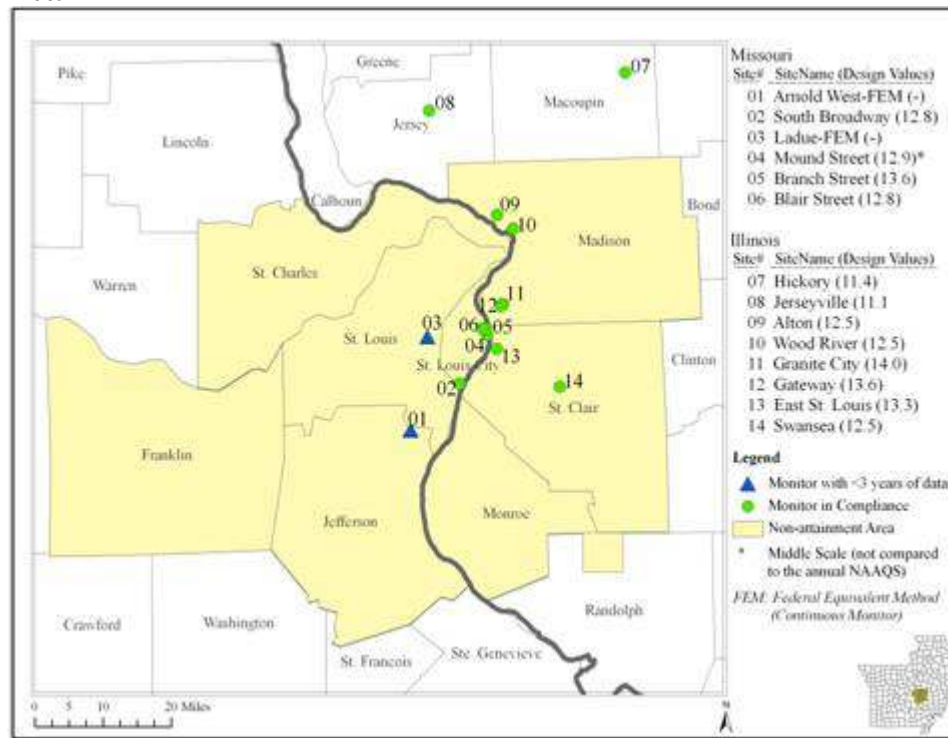 Pike
Greene
07
08
Macoupin
Jersey
Lincoln
Calhoun
09
Bond
10
Madison
St. Charles
Warren
12 11
03
06 05
St. Louis
04
13
Clinton
St. Louis City
02
14
St. Clair
01
Franklin
Jefferson
Monroe
Randolph
Crawford
Washington
Ste. Genevieve
St. Francois
0 5 10 20 Miles
N
Missouri
Site# SiteName (Design Values)
01 Arnold West-FEM (-)
02 South Broadway (12.8)
03 Ladue-FEM (-)
04 Mound Street (12.9)*
05 Branch Street (13.6)
06 Blair Street (12.8)
Illinois
Site# SiteName (Design Values)
07 Hickory (11.4)
08 Jerseyville (11.1
09 Alton (12.5)
10 Wood River (12.5)
11 Granite City (14.0)
12 Gateway (13.6)
13 East St. Louis (13.3)
14 Swansea (12.5)
Legend
Monitor with <3 years of data
Monitor in Compliance
Non-attainment Area
* Middle Scale (not compared
to the annual NAAQS)
FEM: Federal Equivalent Method
(Continuous Monitor)